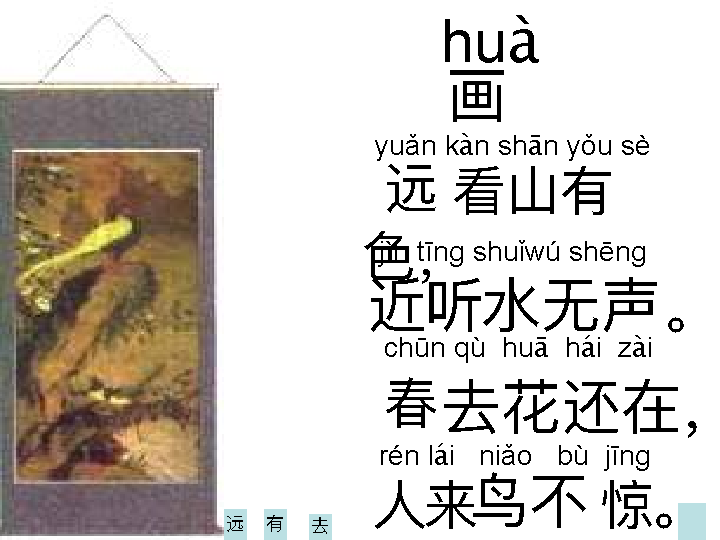 huà
画
yuǎn kàn shān yǒu sè
远 看山有
色,
jìn tīng shuǐwú shēng
近听水无声。
chūn qù huā hái zài
春去花还在,
rén lái niǎo bù jīng
人来鸟不惊。
远 有 去